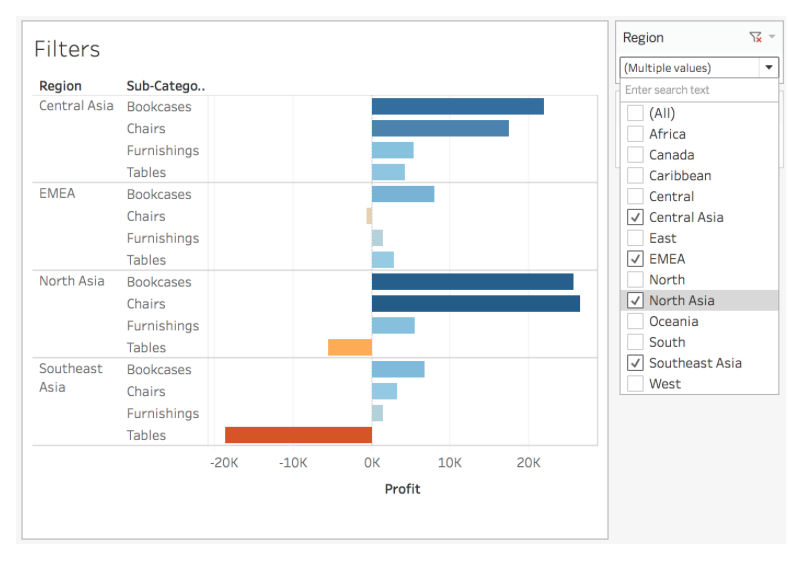 Filters
Region Sub-Catego..
Central Asia Bookcases
Chairs
Furnishings
Tables
EMEA Bookcases
Chairs
Furnishings
Tables
North Asia Bookcases
Chairs
Furnishings
Tables
Southeast Asia Bookcases
Chairs
Furnishings
Tables
-20K -10K 0K 10K 20K
Profit
Region
(Multiple values)
Enter search text
(All)
Africa
Canada
Caribbean
Central
Central Asia
East
EMEA
North
North Asia
Oceania
South
Southeast Asia
West